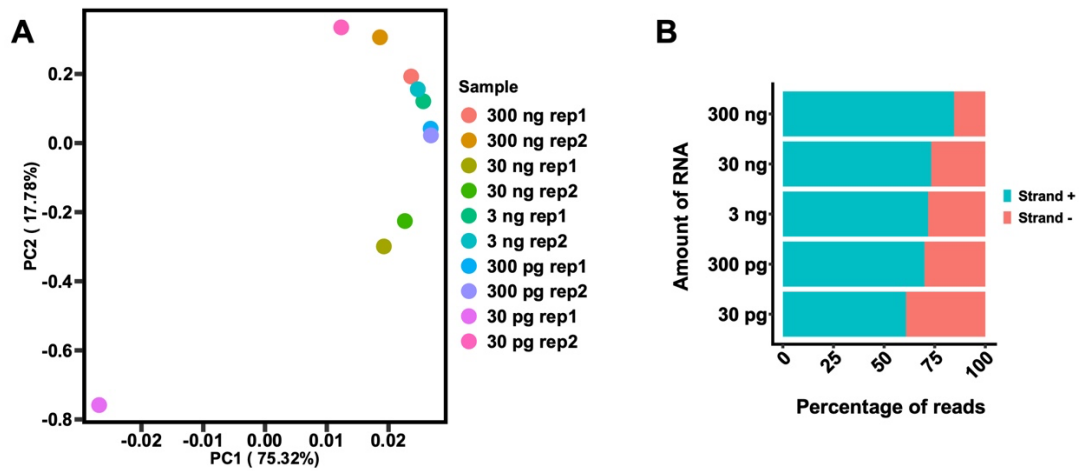 A
PC2 ( 17.78%)
0.2
0.0
-0.2
-0.4
-0.6
-0.8
-0.02
-0.01
0.00
0.01
0.02
PC1 ( 75.32%)
Sample
300 ng rep1
300 ng rep2
30 ng rep1
30 ng rep2
3 ng rep1
3 ng rep2
300 pg rep1
300 pg rep2
30 pg rep1
30 pg rep2
B
Amount of RNA
300 ng
30 ng
3 ng
300 pg
30 pg
0
25
50
75
100
Percentage of reads
Strand +
Strand -